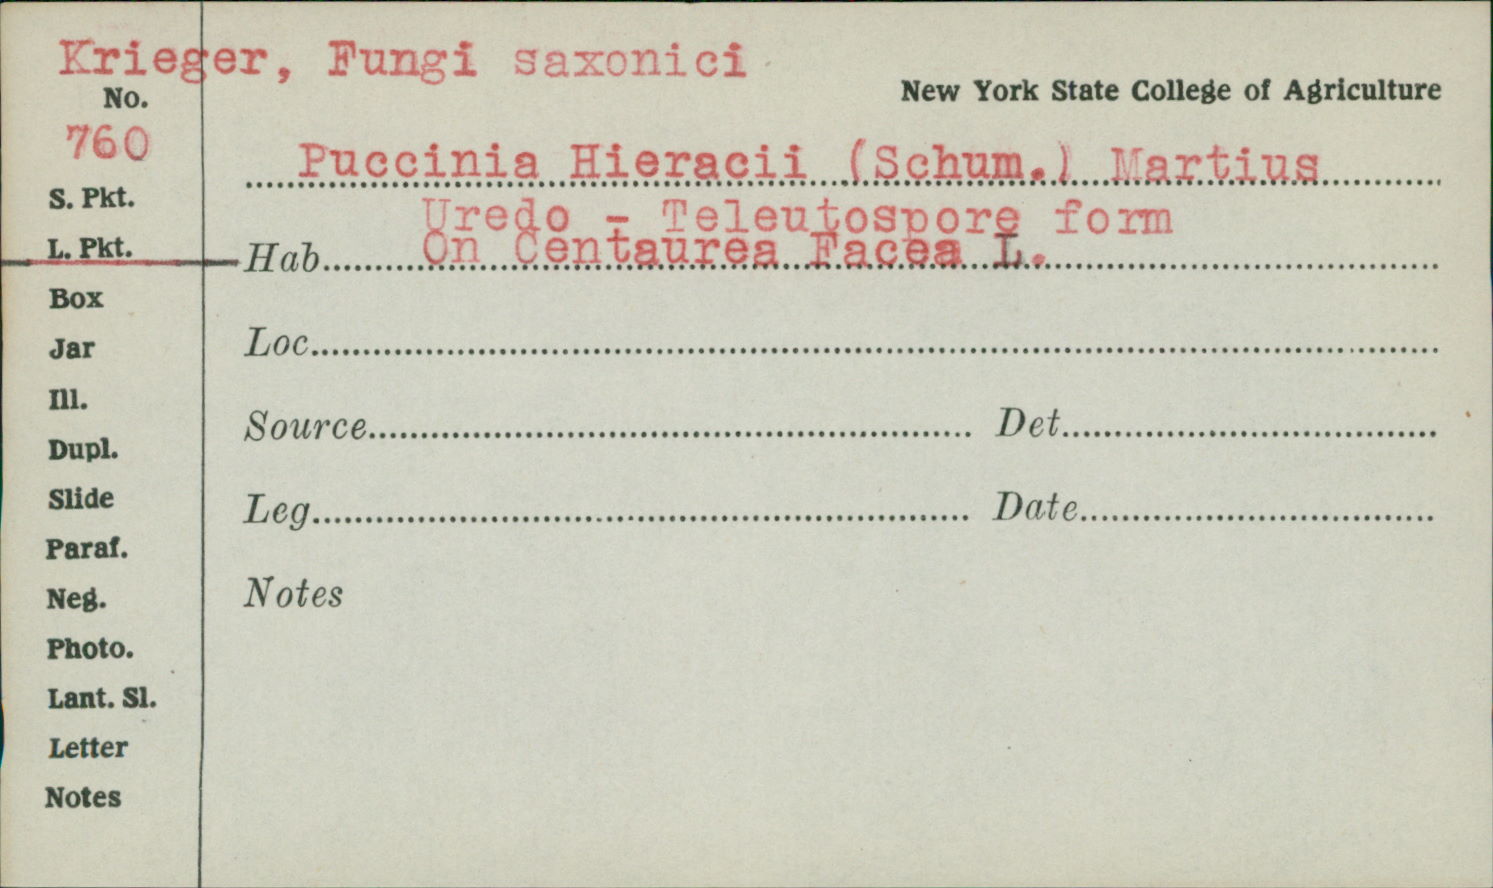 Krieger, Fungi saxonici
New York State College of Agriculture
No.
760
Puccinia Hieracii (Schum.) Martius
Uredo - Teleutospore form
S. Pkt.
L. Pkt.
Hab. On Centaurea Facea L.
Box
Jar
Loc.
Ill.
Dupl.
Source Det.
Slide
Leg. Date
Paraf.
Neg.
Notes
Photo.
Lant. Sl.
Letter
Notes